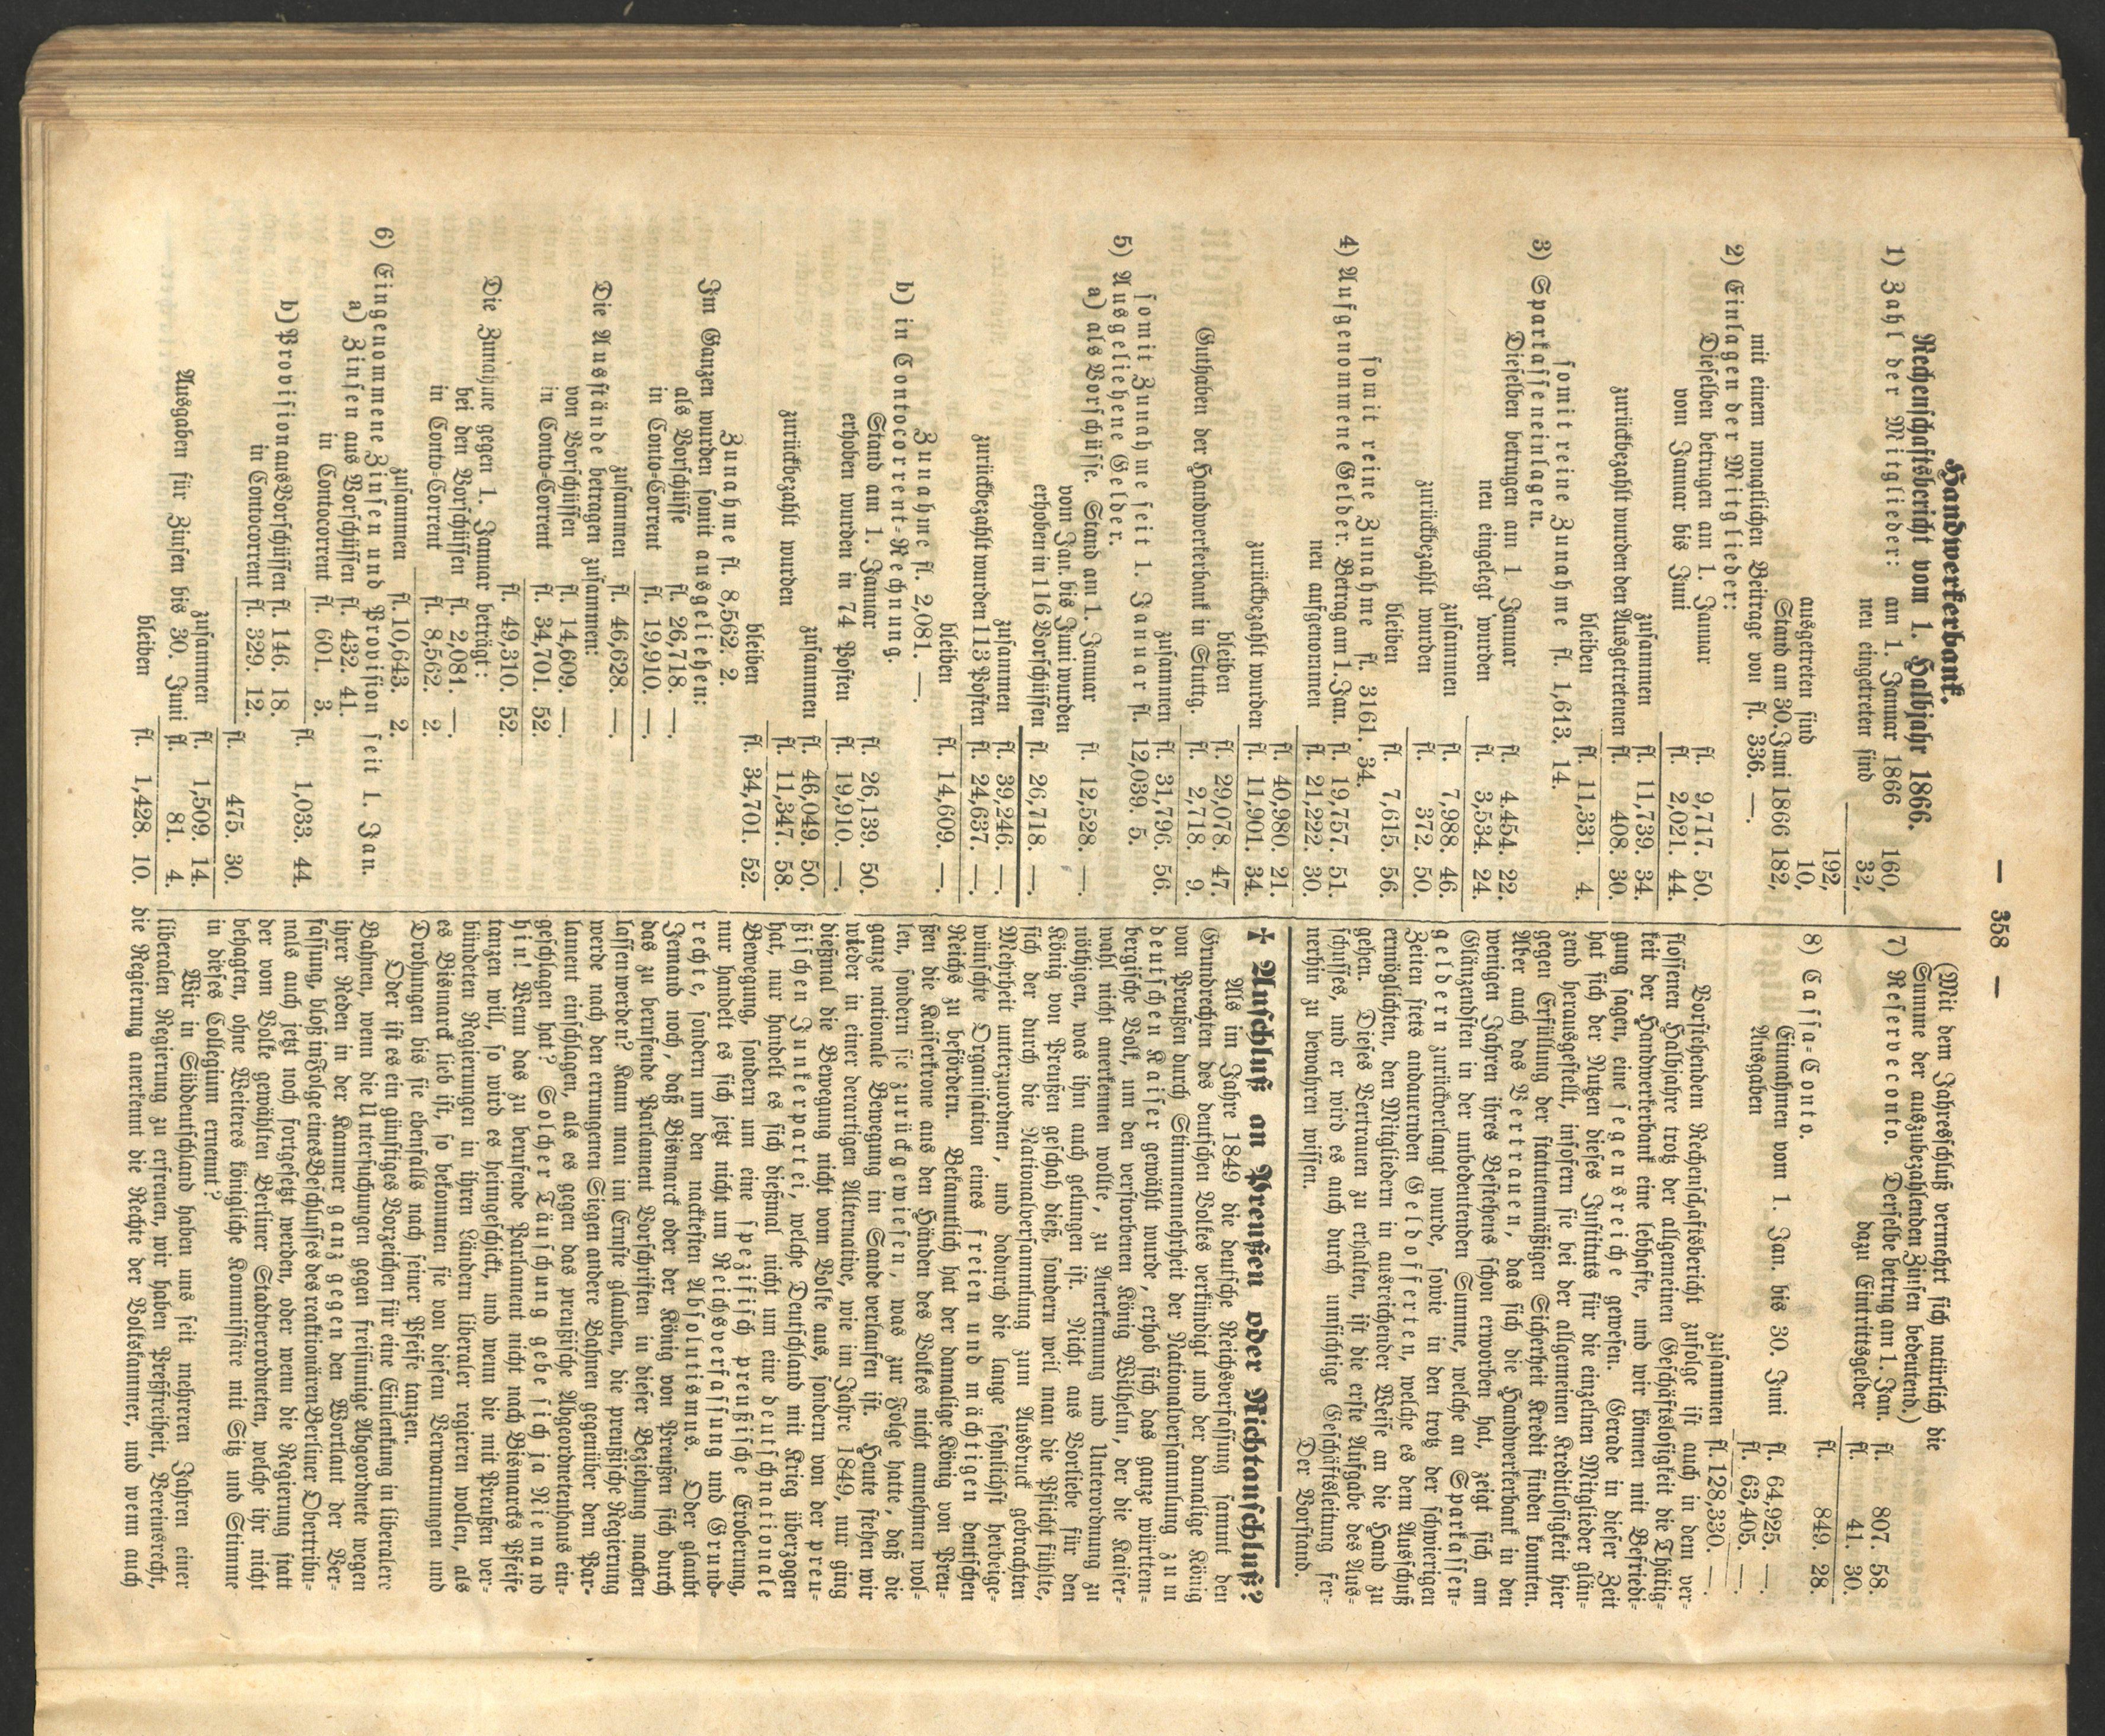 — 358 —
Handwerkerbank.
Rechenschaftsbericht vom 1. Halbjahr 1866.
1) Zahl der Mitglieder: am 1. Januar 1866 160,
neu eingetreten sind 32,
192,
ausgetreten sind 10,
Stand am 30. Juni 1866 182,
mit einem monatlichen Beitrage von fl. 336. —.
2) Einlagen der Mitglieder:
Dieselben betrugen am 1. Januar fl. 9,717. 50.
vom Januar bis Juni fl. 2,021. 44.
zusammen fl. 11,739. 34.
zurückbezahlt wurden den Ausgetretenen fl. 408. 30.
bleiben fl. 11,331. 4.
somit reine Zunahme fl. 1,613. 14.
3) Sparkasseneinlagen.
Dieselben betrugen am 1. Januar fl. 4,454. 22.
neu eingelegt wurden fl. 3,534. 24.
zusammen fl. 7,988. 46.
zurückbezahlt wurden fl. 372. 50.
bleiben fl. 7,615. 56.
somit reine Zunahme fl. 3161. 34.
4) Aufgenommene Gelder. Betrag am 1. Jan. fl. 19,757. 51.
neu aufgenommen fl. 21,222. 30.
fl. 40,980. 21.
zurückbezahlt wurden fl. 11,901 34.
bleiben fl. 29,078. 47.
Guthaben der Handwerkerbank in Stuttg. fl. 2,718. 9.
zusammen fl. 31,796. 56.
somit Zunahme seit 1. Januar fl. 12,039. 5.
5) Ausgeliehene Gelder.
a) als Vorschüsse. Stand am 1. Januar fl. 12,528. —.
vom Jan. bis Juni wurden
erhoben in 116 Vorschüssen fl. 26,718. —.
zusammen fl. 39,246. —.
zurückbezahlt wurden 113 Posten fl. 24,637. —.
bleiben fl. 14,609. —.
Zunahme fl. 2,081. —.
b) in Contocorrent-Rechnung.
Stand am 1. Januar fl. 26,139. 50.
erhoben wurden in 74 Posten fl. 19,910. —.
zusammen fl. 46,049. 50.
zurückbezahlt wurden fl. 11,347. 58.
bleiben fl. 34,701. 52.
Zunahme fl. 8,562. 2.
Im Ganzen wurden somit ausgeliehen:
als Vorschüsse fl. 26,718. —.
in Conto-Corrent fl. 19,910. —.
zusammen fl. 46,628. —.
Die Ausstände betragen zusammen:
von Vorschüssen fl. 14,609. —.
in Conto-Corrent fl. 34,701. 52.
fl. 49,310. 52
Die Zunahme gegen 1. Januar beträgt:
bei den Vorschüssen fl. 2,081. —.
in Conto-Corrent fl. 8,562. 2.
zusammen fl. 10,643. 2.
6) Eingenommene Zinsen und Provision seit 1. Jan.
a) Zinsen aus Vorschüssen fl. 432. 41.
in Contocorrent fl. 601. 3.
fl. 1,033. 44.
b) Provision aus Vorschüssen fl. 146. 18.
in Contocorrent fl. 329. 12.
fl. 475. 30.
zusammen fl. 1,509. 14.
Ausgaben für Zinsen bis 30. Juni fl. 81. 4.
bleiben fl. 1,428. 10.
(Mit dem Jahresschluß vermehrt sich natürlich die
Summe der auszubezahlenden Zinsen bedeutend.)
7) Reserveconto. Derselbe betrug am 1. Jan. fl. 807. 58.
dazu Eintrittsgelder fl. 41. 30.
fl. 849. 28.
8) Cassa-Conto.
Einnahmen vom 1. Jan. bis 30. Juni fl. 64,925. —.
Ausgaben fl. 63,405. —.
zusammen fl. 128,330. —.
Vorstehendem Rechenschaftsbericht zufolge ist auch in dem ver-
flossenen Halbjahre trotz der allgemeinen Geschäftslosigkeit die Thätig-
keit der Handwerkerbank eine lebhafte, und wir können mit Befriedi-
gung sagen, eine segensreiche gewesen. Gerade in dieser Zeit
hat sich der Nutzen dieses Instituts für die einzelnen Mitglieder glän-
zend herausgestellt, insofern sie bei der allgemeinen Kreditlosigkeit hier
gegen Erfüllung der statutenmäßigen Sicherheit Kredit finden konnten.
Aber auch das Vertrauen, das sich die Handwerkerbank in den
wenigen Jahren ihres Bestehens schon erworben hat, zeigt sich am
Glänzendsten in der unbedeutenden Summe, welche an Sparkassen-
geldern zurückverlangt wurde, sowie in den trotz der schwierigen
Zeiten stets andauernden Geldofferten, welche es dem Ausschuß
ermöglichten, den Mitgliedern in ausreichender Weise an die Hand zu
gehen. Dieses Vertrauen zu erhalten, ist die erste Aufgabe des Aus-
schusses, und er wird es auch durch umsichtige Geschäftsleitung fer-
nerhin zu bewahren wissen. Der Vorstand.
✝ Anschluß an Preußen oder Nichtanschluß?
Als im Jahre 1849 die deutsche Reichsverfassung sammt den
Grundrechten des deutschen Volkes verkündigt und der damalige König
von Preußen durch Stimmenmehrheit der Nationalversammlung zum
deutschen Kaiser gewählt wurde, erhob sich das ganze württem-
bergische Volk, um den verstorbenen König Wilhelm, der die Kaiser-
wahl nicht anerkennen wollte, zu Anerkennung und Unterordnung zu
nöthigen, was ihm auch gelungen ist. Nicht aus Vorliebe für den
König von Preußen geschah dieß, sondern weil man die Pflicht fühlte,
sich der durch die Nationalversammlung zum Ausdruck gebrachten
Mehrheit unterzuordnen, und dadurch die lange sehnlichst herbeige-
wünschte Organisation eines freien und mächtigen deutschen
Reichs zu befördern. Bekanntlich hat der damalige König von Preu-
ßen die Kaiserkrone aus den Händen des Volkes nicht annehmen wol-
len, sondern sie zurückgewiesen, was zur Folge hatte, daß die
ganze nationale Bewegung im Sande verlaufen ist. Heute stehen wir
wieder in einer derartigen Alternative, wie im Jahre 1849, nur ging
dießmal die Bewegung nicht vom Volke aus, sondern von der preu-
ßischen Junkerpartei, welche Deutschland mit Krieg überzogen
hat, nur handelt es sich dießmal nicht um eine deutschnationale
Bewegung, sondern um eine spezifisch preußische Eroberung,
nur handelt es sich jetzt nicht um Reichsverfassung und Grund-
rechte, sondern um den nacktesten Absolutismus. Oder glaubt
Jemand noch, daß Bismarck oder der König von Preußen sich durch
das zu berufende Parlament Vorschriften in dieser Beziehung machen
lassen werden? Kann man im Ernste glauben, die preußische Regierung
werde nach den errungenen Siegen andere Bahnen gegenüber dem Par-
lament einschlagen, als es gegen das preußische Abgeordnetenhaus ein-
geschlagen hat? Solcher Täuschung gebe sich ja Niemand
hin! Wenn das zu berufende Parlament nicht nach Bismarcks Pfeife
tanzen will, so wird es heimgeschickt, und wenn die mit Preußen ver-
bündeten Regierungen in ihren Ländern liberaler regieren wollen, als
es Bismarck lieb ist, so bekommen sie von diesem Verwarnungen und
Drohungen bis sie ebenfalls nach seiner Pfeife tanzen.
Oder ist es ein günstiges Vorzeichen für eine Einlenkung in liberalere
Bahnen, wenn die Untersuchungen gegen freisinnige Abgeordnete wegen
ihrer Reden in der Kammer ganz gegen den Wortlaut der Ver-
fassung, bloß in Folge eines Beschlusses des reaktionären Berliner Obertribu-
nals auch jetzt noch fortgesetzt werden, oder wenn die Regierung statt
der vom Volke gewählten Berliner Stadtverordneten, welche ihr nicht
behagten, ohne Weiteres königliche Kommissäre mit Sitz und Stimme
in dieses Collegium ernennt?
Wir in Süddeutschland haben uns seit mehreren Jahren einer
liberalen Regierung zu erfreuen, wir haben Preßfreiheit, Vereinsrecht,
die Regierung anerkennt die Rechte der Volkskammer, und wenn auch